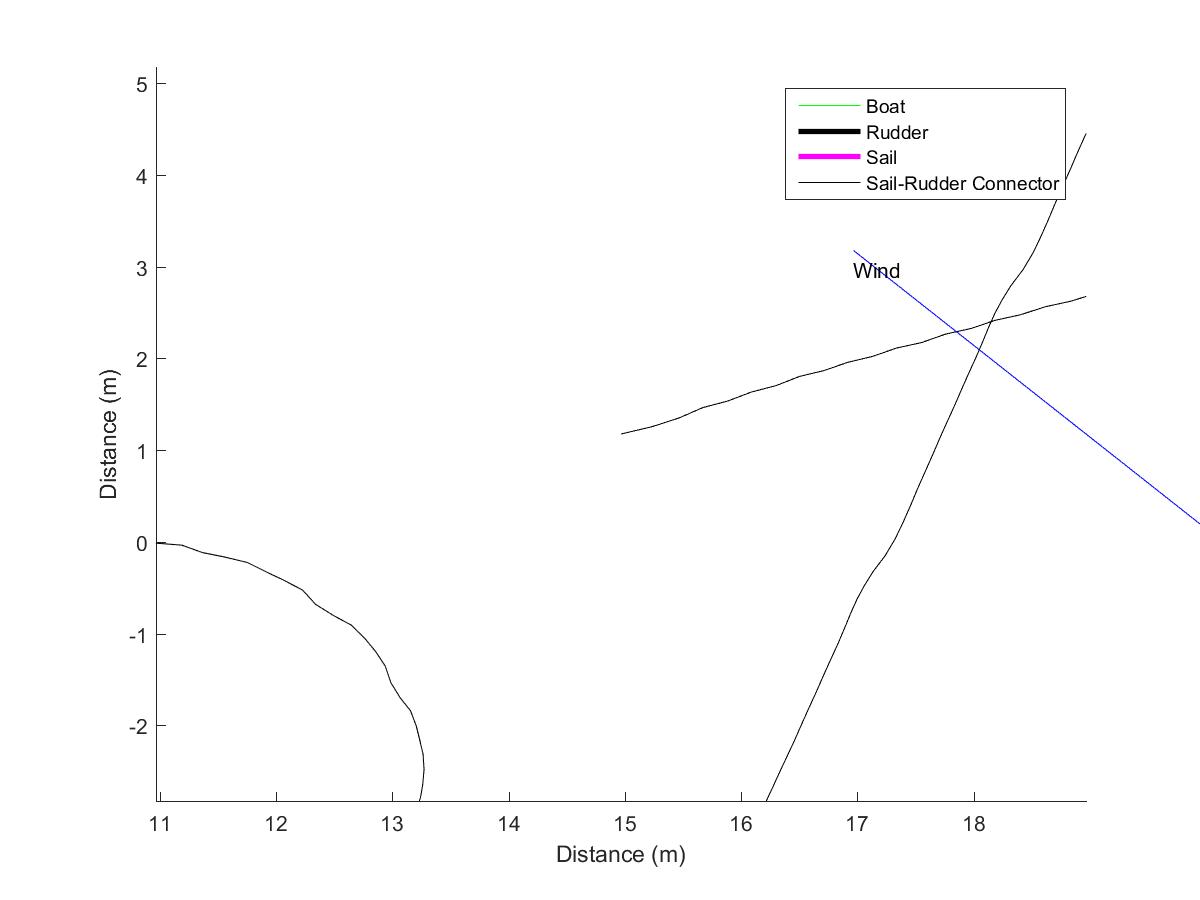 5
4
3
2
1
0
-1
-2
Distance (m)
Boat
Rudder
Sail
Sail-Rudder Connector
Wind
11 12 13 14 15 16 17 18
Distance (m)